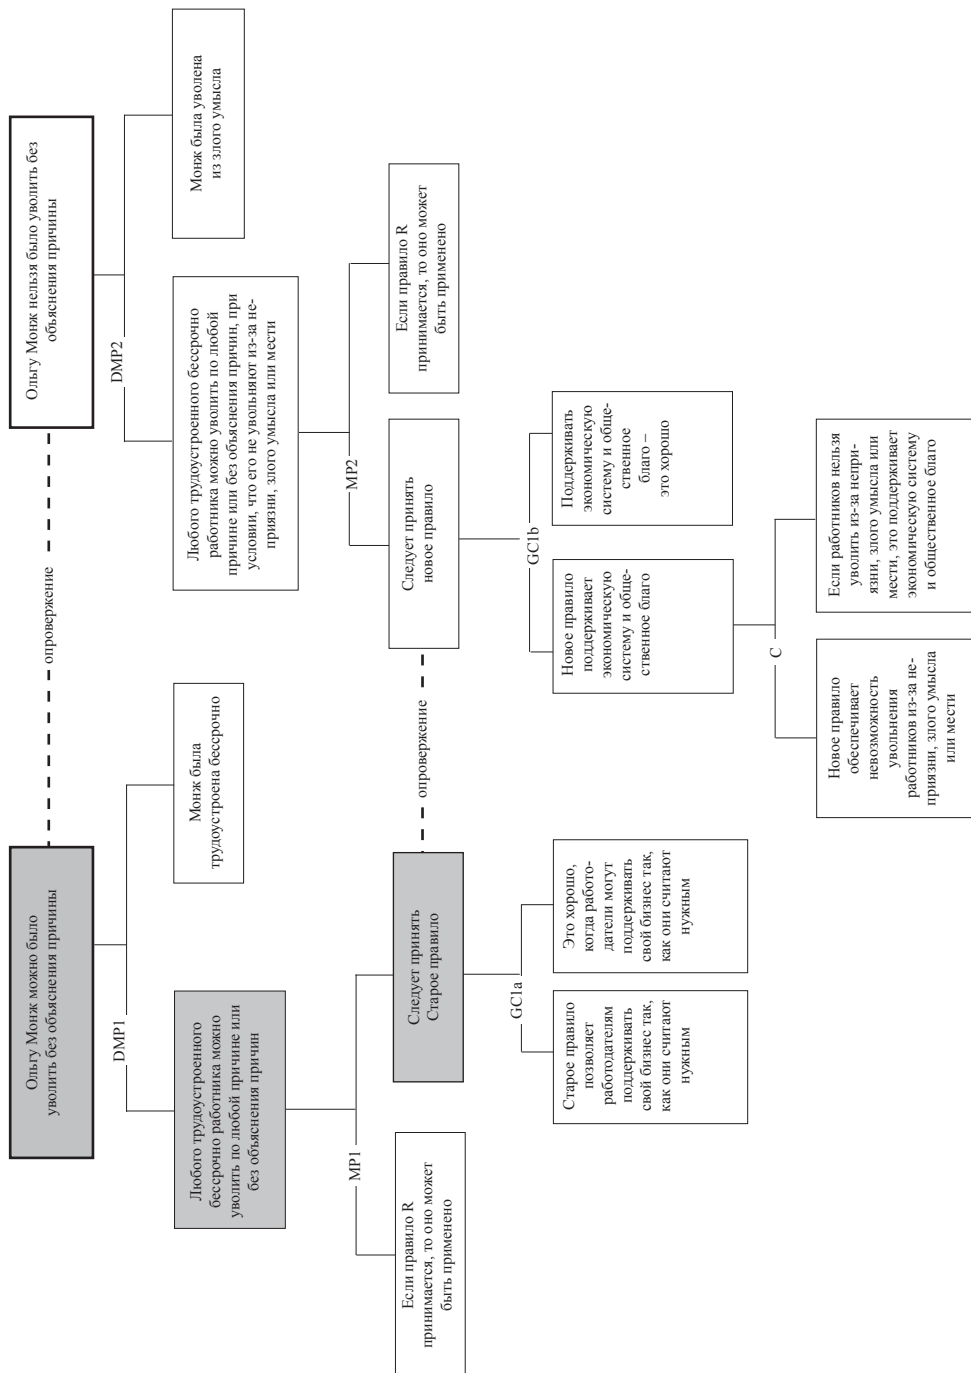 Ольгу Монж можно было
уволить без объяснения причины
опровержение
Ольгу Монж нельзя было уволить без
объяснения причины
DMP1
DMP2
Любого трудоустроенного
бессрочно работника можно
уволить по любой причине или
без объяснения причин
Монж была
трудоустроена бессрочно
Любого трудоустроенного бессрочно
работника можно уволить по любой
причине или без объяснения причин, при
условии, что его не увольняют из-за не-
приязни, злого умысла или мести
Монж была уволена
из злого умысла
MP1
MP2
Если правило R
принимается, то оно может
быть применено
Следует принять
Старое правило
опровержение
Следует принять
новое правило
Если правило R
принимается, то оно может
быть применено
GC1a
GC1b
Старое правило
позволяет
работодателям
поддерживать
свой бизнес так,
как они считают
нужным
Это хорошо,
когда работо-
датели могут
поддерживать
свой бизнес так,
как они считают
нужным
Новое правило
поддерживает
экономическую
систему и обще-
ственное благо
Поддерживать
экономическую
систему и обще-
ственное
благо –
это хорошо
C
Новое правило
обеспечивает
невозможность
увольнения
работников из-за не-
приязни, злого умысла
или мести
Если работников нельзя
уволить из-за непри-
язни, злого умысла или
мести, это поддерживает
экономическую систему
и общественное благо